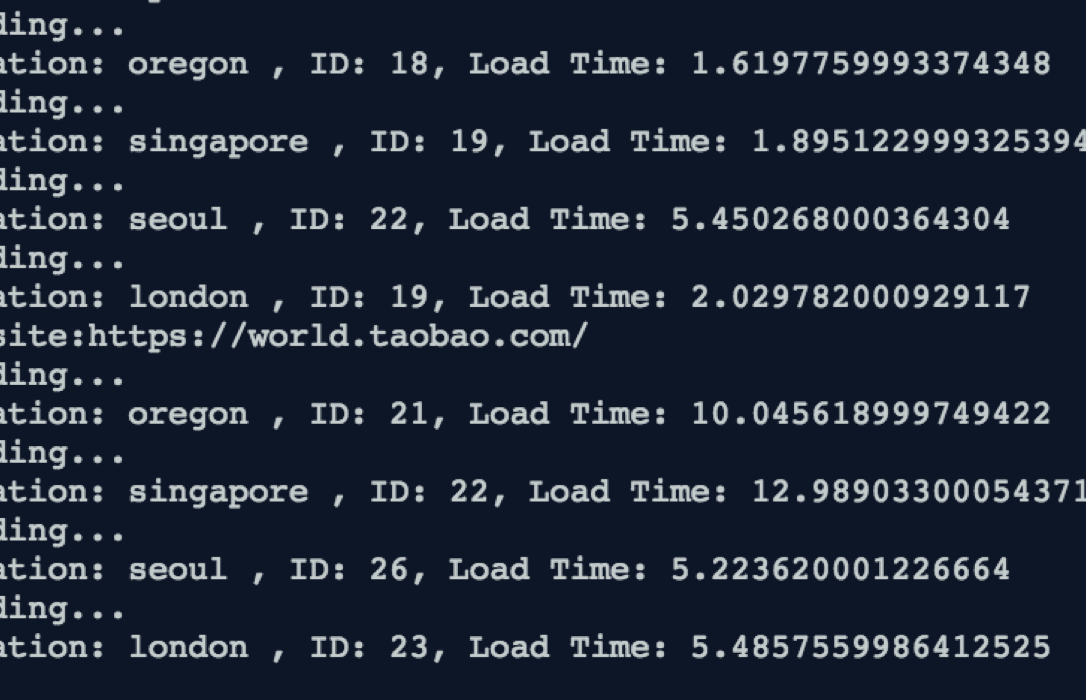 ding...
ation: oregon , ID: 18, Load Time: 1.6197759993374348
ding...
ation: singapore , ID: 19, Load Time: 1.895122999325394
ding...
ation: seoul , ID: 22, Load Time: 5.450268000364304
ding...
ation: london , ID: 19, Load Time: 2.029782000929117
site:https://world.taobao.com/
ding...
ation: oregon , ID: 21, Load Time: 10.045618999749422
ding...
ation: singapore , ID: 22, Load Time: 12.98903300054371
ding...
ation: seoul , ID: 26, Load Time: 5.223620001226664
ding...
ation: london , ID: 23, Load Time: 5.4857559986412525